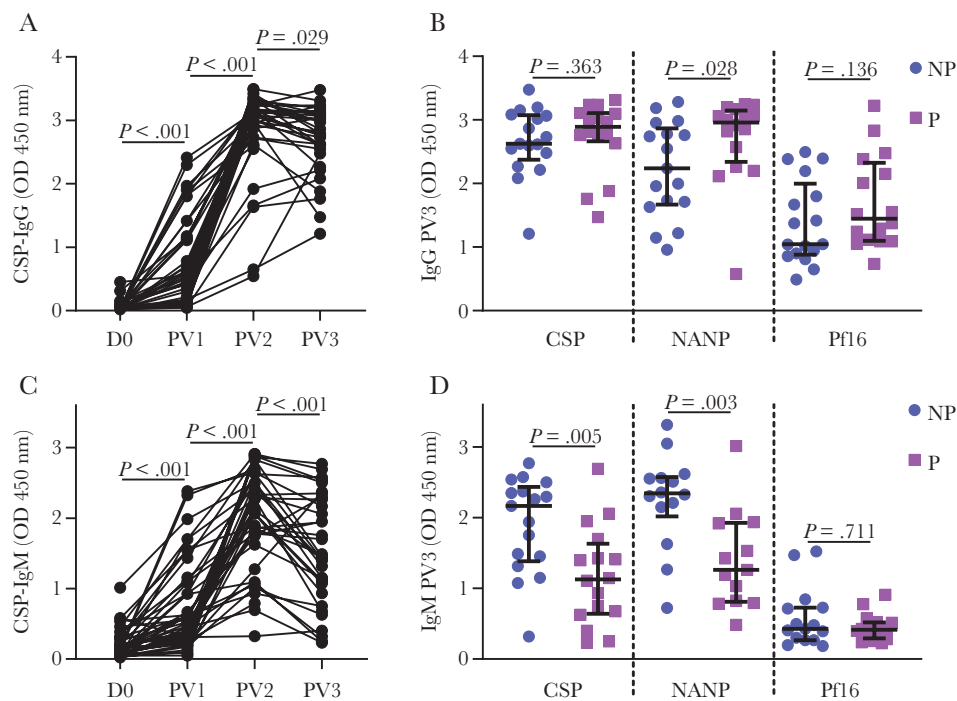 A
P = .029
P < .001
P < .001
CSP-IgG (OD 450 nm)
4
3
2
1
0
D0 PV1 PV2 PV3
B
P = .363
P = .028
P = .136
NP
P
IgG PV3 (OD 450 nm)
4
3
2
1
0
CSP NANP Pf16
C
P < .001
P < .001
P < .001
CSP-IgM (OD 450 nm)
3
2
1
0
D0 PV1 PV2 PV3
D
P = .005
P = .003
P = .711
NP
P
IgM PV3 (OD 450 nm)
3
2
1
0
CSP NANP Pf16